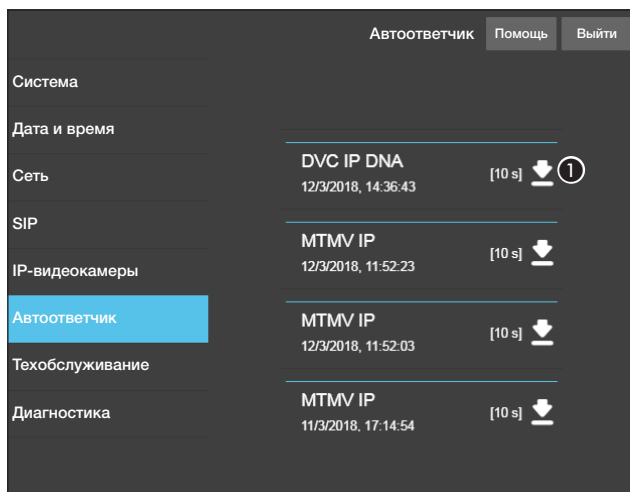 Автоответчик Помощь Выйти
Система
Дата и время
Сеть
SIP
IP-видеокамеры
Автоответчик
Техобслуживание
Диагностика
DVC IP DNA
12/3/2018, 14:36:43
[10 s] 1
MTMV IP
12/3/2018, 11:52:23
[10 s]
MTMV IP
12/3/2018, 11:52:03
[10 s]
MTMV IP
11/3/2018, 17:14:54
[10 s]